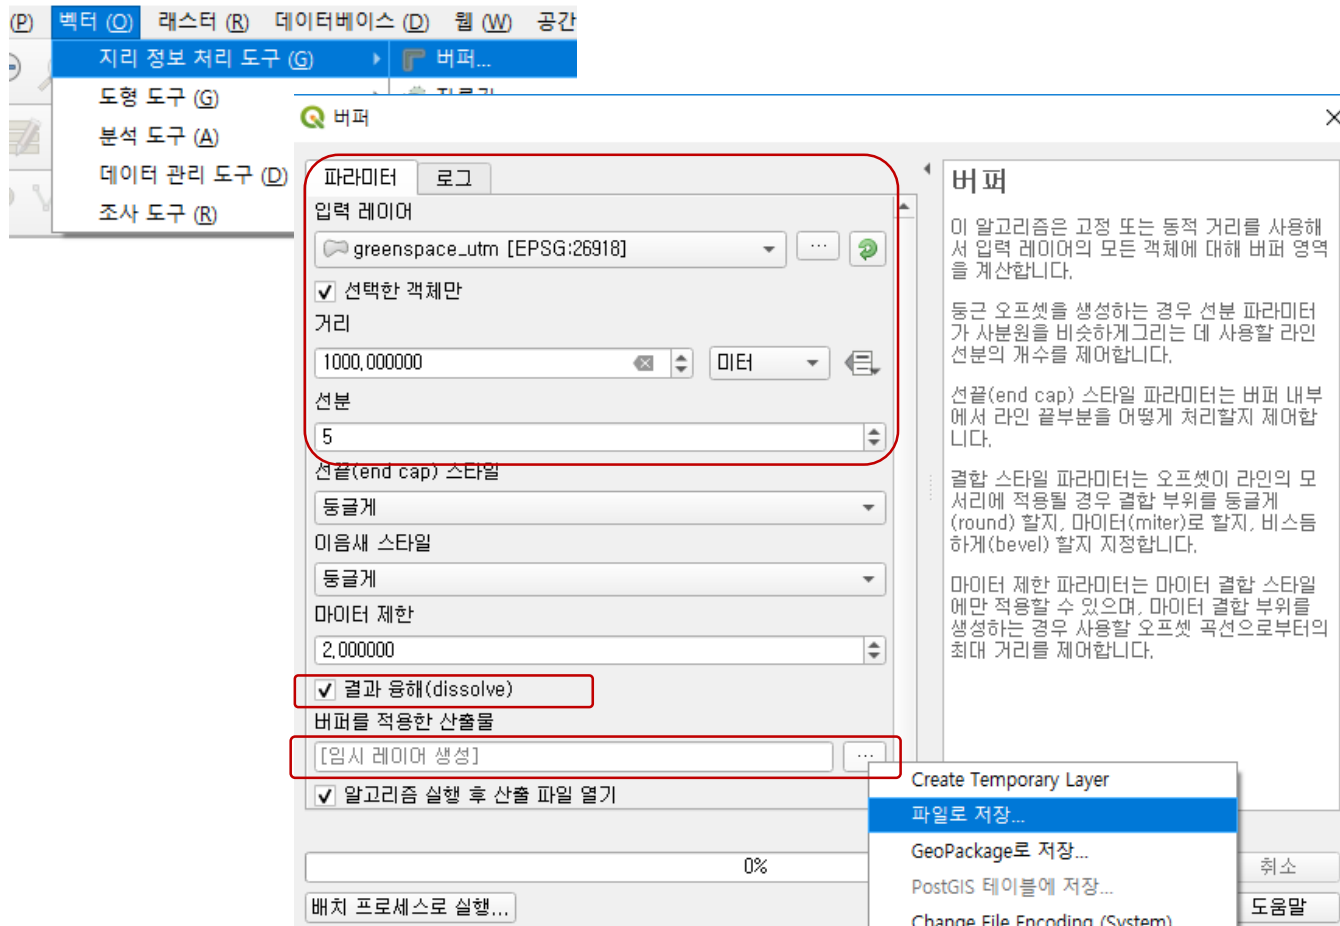 (P) 벡터 (O) 래스터 (R) 데이터베이스 (D) 웹 (W) 공간
지리 정보 처리 도구 (G) 버퍼...
도형 도구 (G)
분석 도구 (A)
데이터 관리 도구 (D)
조사 도구 (R)
버퍼
파라미터 로그
입력 레이어
greenspace_utm [EPSG:26918] ...
선택한 객체만
거리
1000,000000 미터
선분
5
선끝(end cap) 스타일
둥글게
이음새 스타일
둥글게
마이터 제한
2,000000
결과 융해(dissolve)
버퍼를 적용한 산출물
[임시 레이어 생성] ...
알고리즘 실행 후 산출 파일 열기
0%
배치 프로세스로 실행...
버퍼
이 알고리즘은 고정 또는 동적 거리를 사용해
서 입력 레이어의 모든 객체에 대해 버퍼 영역
을 계산합니다.
둥근 오프셋을 생성하는 경우 선분 파라미터
가 사분원을 비슷하게그리는 데 사용할 라인
선분의 개수를 제어합니다.
선끝(end cap) 스타일 파라미터는 버퍼 내부
에서 라인 끝부분을 어떻게 처리할지 제어합
니다.
결합 스타일 파라미터는 오프셋이 라인의 모
서리에 적용될 경우 결합 부위를 둥글게
(round) 할지, 마이터(miter)로 할지, 비스듬
하게(bevel) 할지 지정합니다.
마이터 제한 파라미터는 마이터 결합 스타일
에만 적용할 수 있으며, 마이터 결합 부위를
생성하는 경우 사용할 오프셋 곡선으로부터의
최대 거리를 제어합니다.
Create Temporary Layer
파일로 저장...
GeoPackage로 저장...
PostGIS 테이블에 저장...
Change File Encoding (System)
취소
도움말